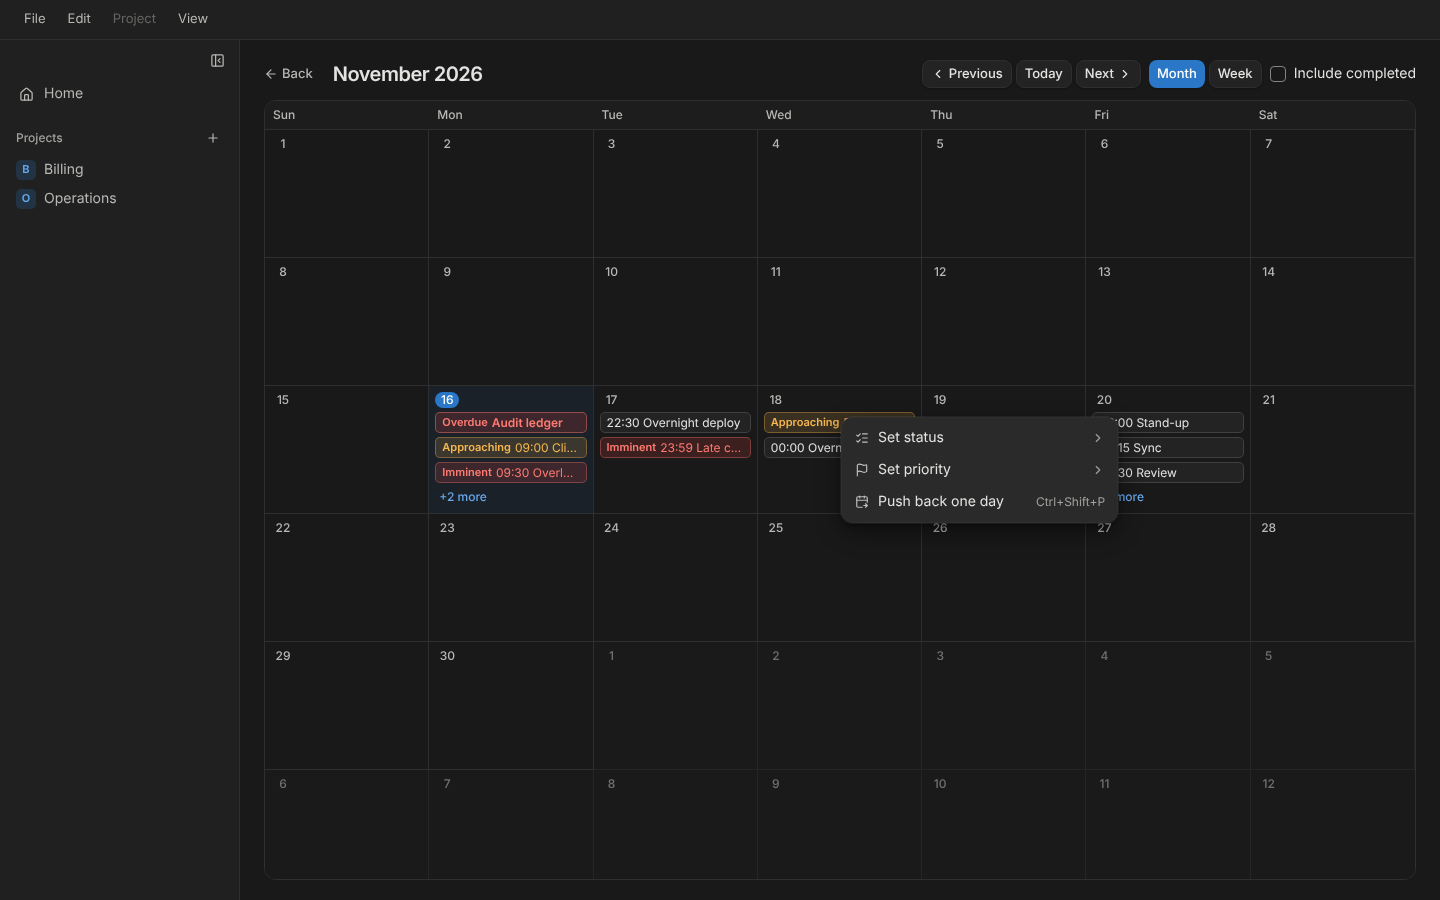 File Edit Project View
Back November 2026 Previous Today Next Month Week Include completed
Home
Projects
B Billing
O Operations
Sun Mon Tue Wed Thu Fri Sat
1 2 3 4 5 6 7
8 9 10 11 12 13 14
15 16 17 18 19 20 21
Overdue Audit ledger
Approaching 09:00 Cli...
Imminent 09:30 Overl...
+2 more
22:30 Overnight deploy
Imminent 23:59 Late c...
Approaching
00:00 Overn
:00 Stand-up
15 Sync
30 Review
more
Set status
Set priority
Push back one day Ctrl+Shift+P
22 23 24 25 26 27 28
29 30 1 2 3 4 5
6 7 8 9 10 11 12